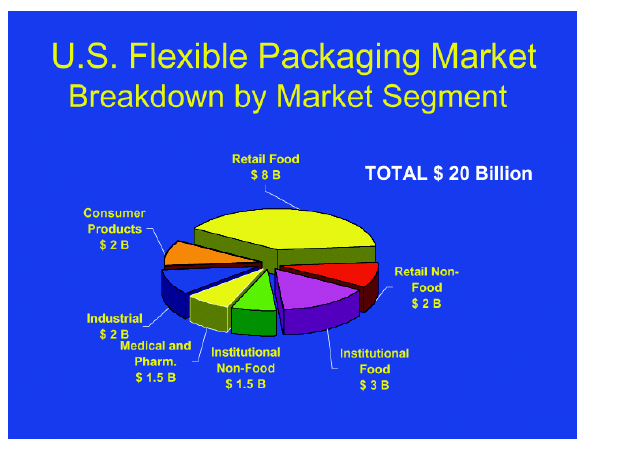 U.S. Flexible Packaging Market
Breakdown by Market Segment
TOTAL $ 20 Billion
Retail Food
$ 8 B
Consumer
Products
$ 2 B
Retail Non-
Food
$ 2 B
Industrial
$ 2 B
Medical and
Pharm.
$ 1.5 B
Institutional
Non-Food
$ 1.5 B
Institutional
Food
$ 3 B